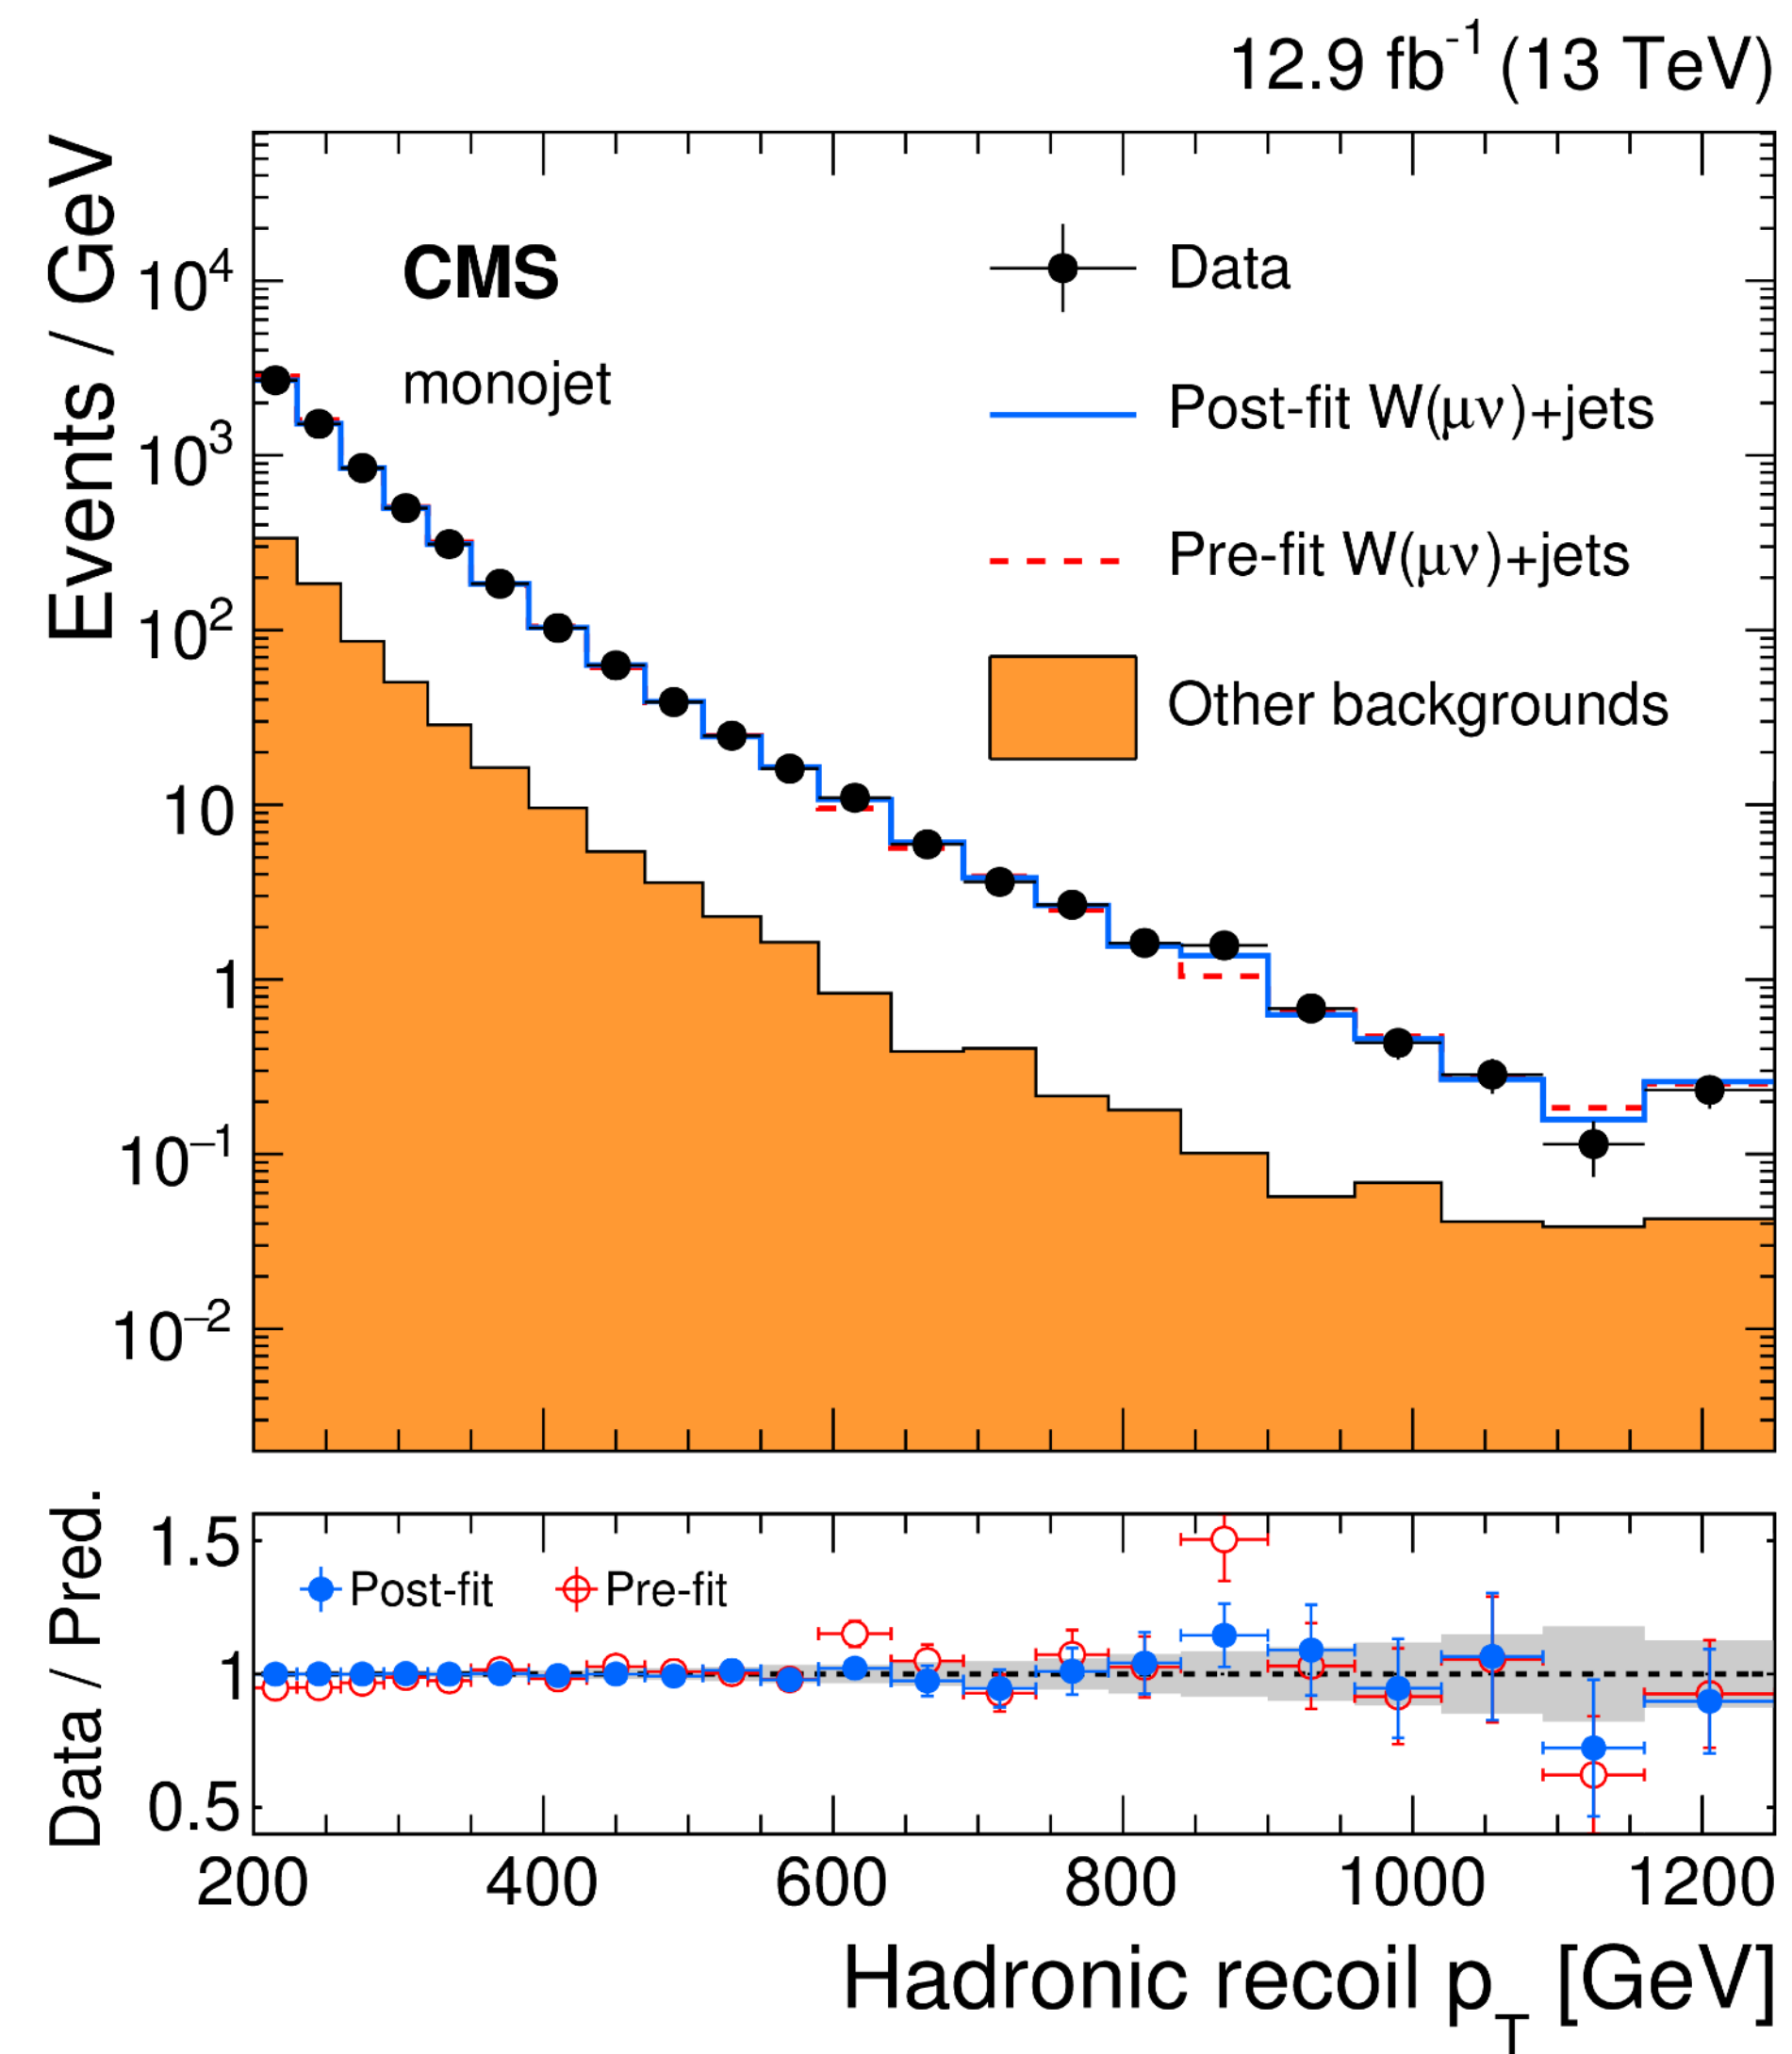 12.9 fb⁻¹ (13 TeV)
Events / GeV
10⁴
10³
10²
10
1
10⁻¹
10⁻²
CMS
monojet
Data
Post-fit W(μν)+jets
Pre-fit W(μν)+jets
Other backgrounds
Data / Pred.
1.5
1
0.5
Post-fit
Pre-fit
200 400 600 800 1000 1200
Hadronic recoil p_T [GeV]